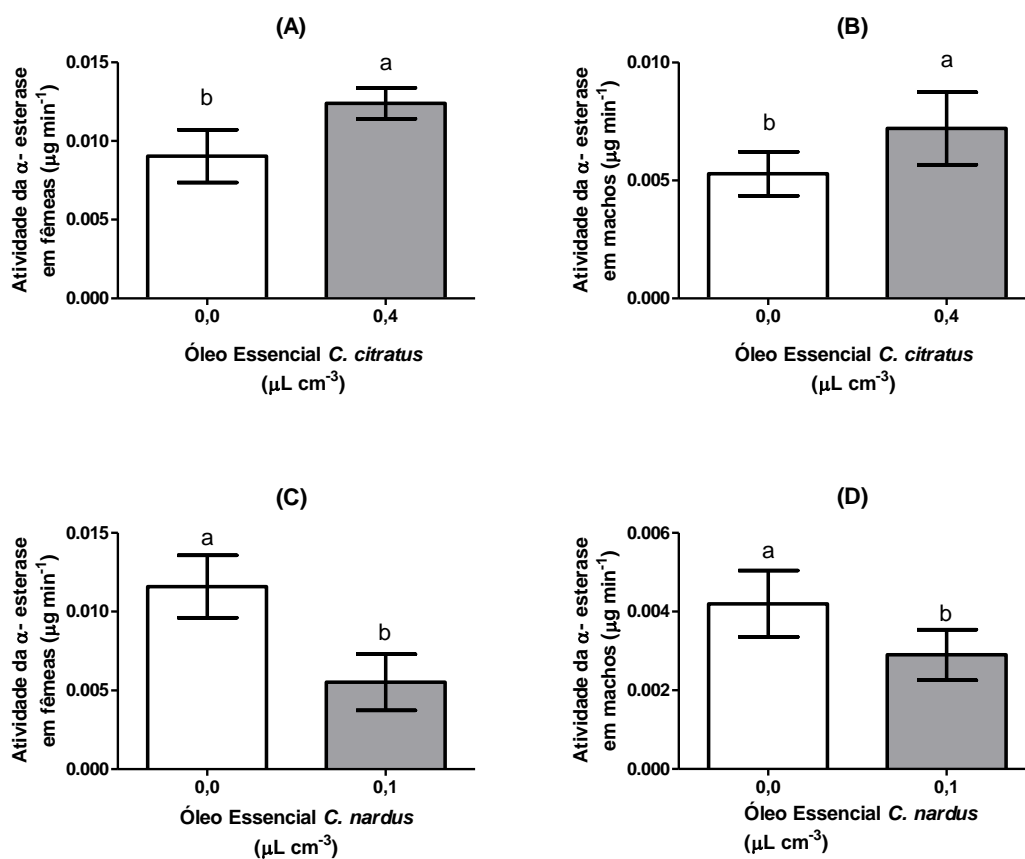 (A)
Atividade da α- esterase
em fêmeas (μg min⁻¹)
0.015
0.010
0.005
0.000
b
a
0,0
0,4
Óleo Essencial C. citratus
(μL cm⁻³)
(B)
Atividade da α- esterase
em machos (μg min⁻¹)
0.010
0.005
0.000
b
a
0,0
0,4
Óleo Essencial C. citratus
(μL cm⁻³)
(C)
Atividade da α- esterase
em fêmeas (μg min⁻¹)
0.015
0.010
0.005
0.000
a
b
0,0
0,1
Óleo Essencial C. nardus
(μL cm⁻³)
(D)
Atividade da α- esterase
em machos (μg min⁻¹)
0.006
0.004
0.002
0.000
a
b
0,0
0,1
Óleo Essencial C. nardus
(μL cm⁻³)